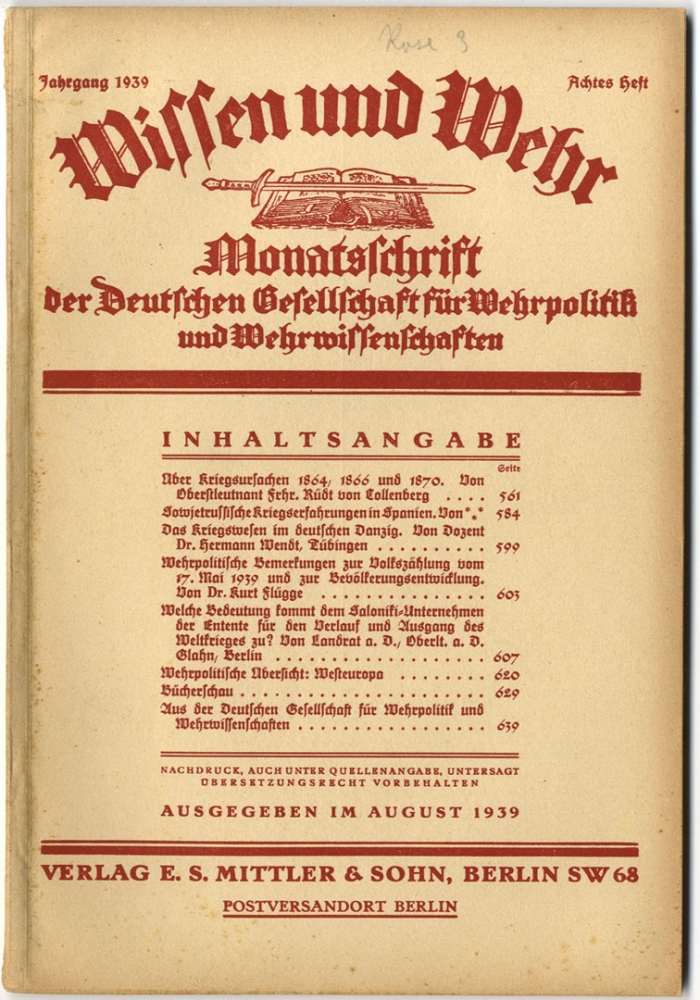 Rose 9
Jahrgang 1939
Achtes Heft
Wissen und Wehr
Monatsschrift
der Deutschen Gesellschaft für Wehrpolitik
und Wehrwissenschaften
INHALTSANGABE
Seite
Über Kriegsursachen 1864, 1866 und 1870. Von
Oberstleutnant Frhr. Rüdt von Collenberg . . . . 561
Sowjetrussische Kriegserfahrungen in Spanien. Von *** 584
Das Kriegswesen im deutschen Danzig. Von Dozent
Dr. Hermann Wendt, Tübingen . . . . . . . . . . 599
Wehrpolitische Bemerkungen zur Volkszählung vom
17. Mai 1939 und zur Bevölkerungsentwicklung.
Von Dr. Kurt Flügge . . . . . . . . . . . . . . . 603
Welche Bedeutung kommt dem Saloniki-Unternehmen
der Entente für den Verlauf und Ausgang des
Weltkrieges zu? Von Landrat a. D., Oberlt. a. D.
Glahn, Berlin . . . . . . . . . . . . . . . . . . . 607
Wehrpolitische Übersicht: Westeuropa . . . . . . . . 620
Bücherschau . . . . . . . . . . . . . . . . . . . . . 629
Aus der Deutschen Gesellschaft für Wehrpolitik und
Wehrwissenschaften . . . . . . . . . . . . . . . . . 639
NACHDRUCK, AUCH UNTER QUELLENANGABE, UNTERSAGT
ÜBERSETZUNGSRECHT VORBEHALTEN
AUSGEGEBEN IM AUGUST 1939
VERLAG E. S. MITTLER & SOHN, BERLIN SW 68
POSTVERSANDORT BERLIN